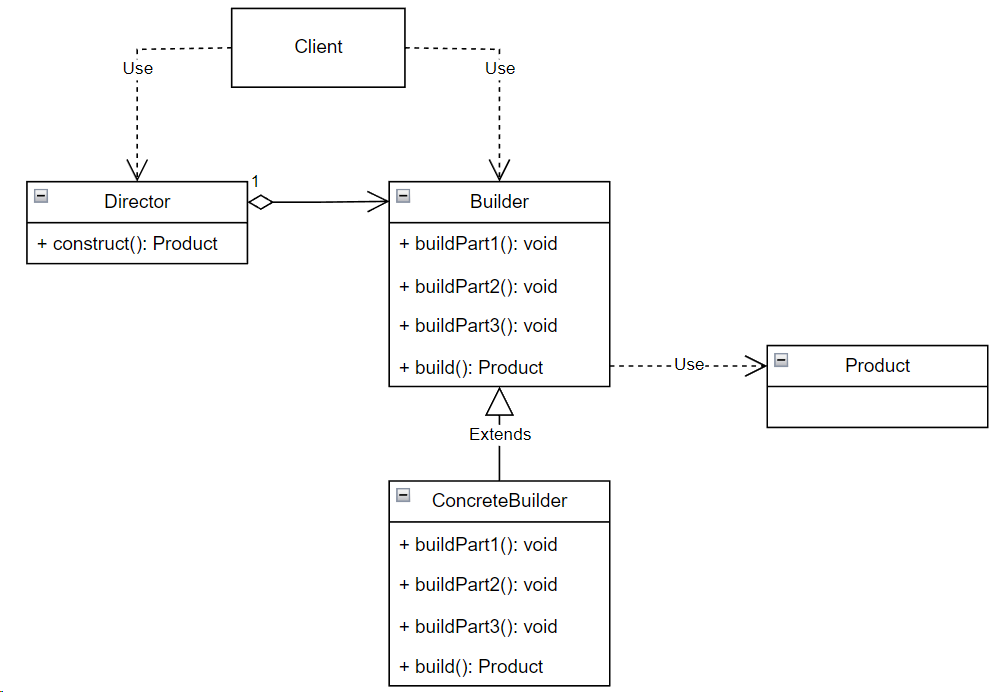 Client
Use
Use
1
Director
+ construct(): Product
Builder
+ buildPart1(): void
+ buildPart2(): void
+ buildPart3(): void
+ build(): Product
Use
Product
Extends
ConcreteBuilder
+ buildPart1(): void
+ buildPart2(): void
+ buildPart3(): void
+ build(): Product